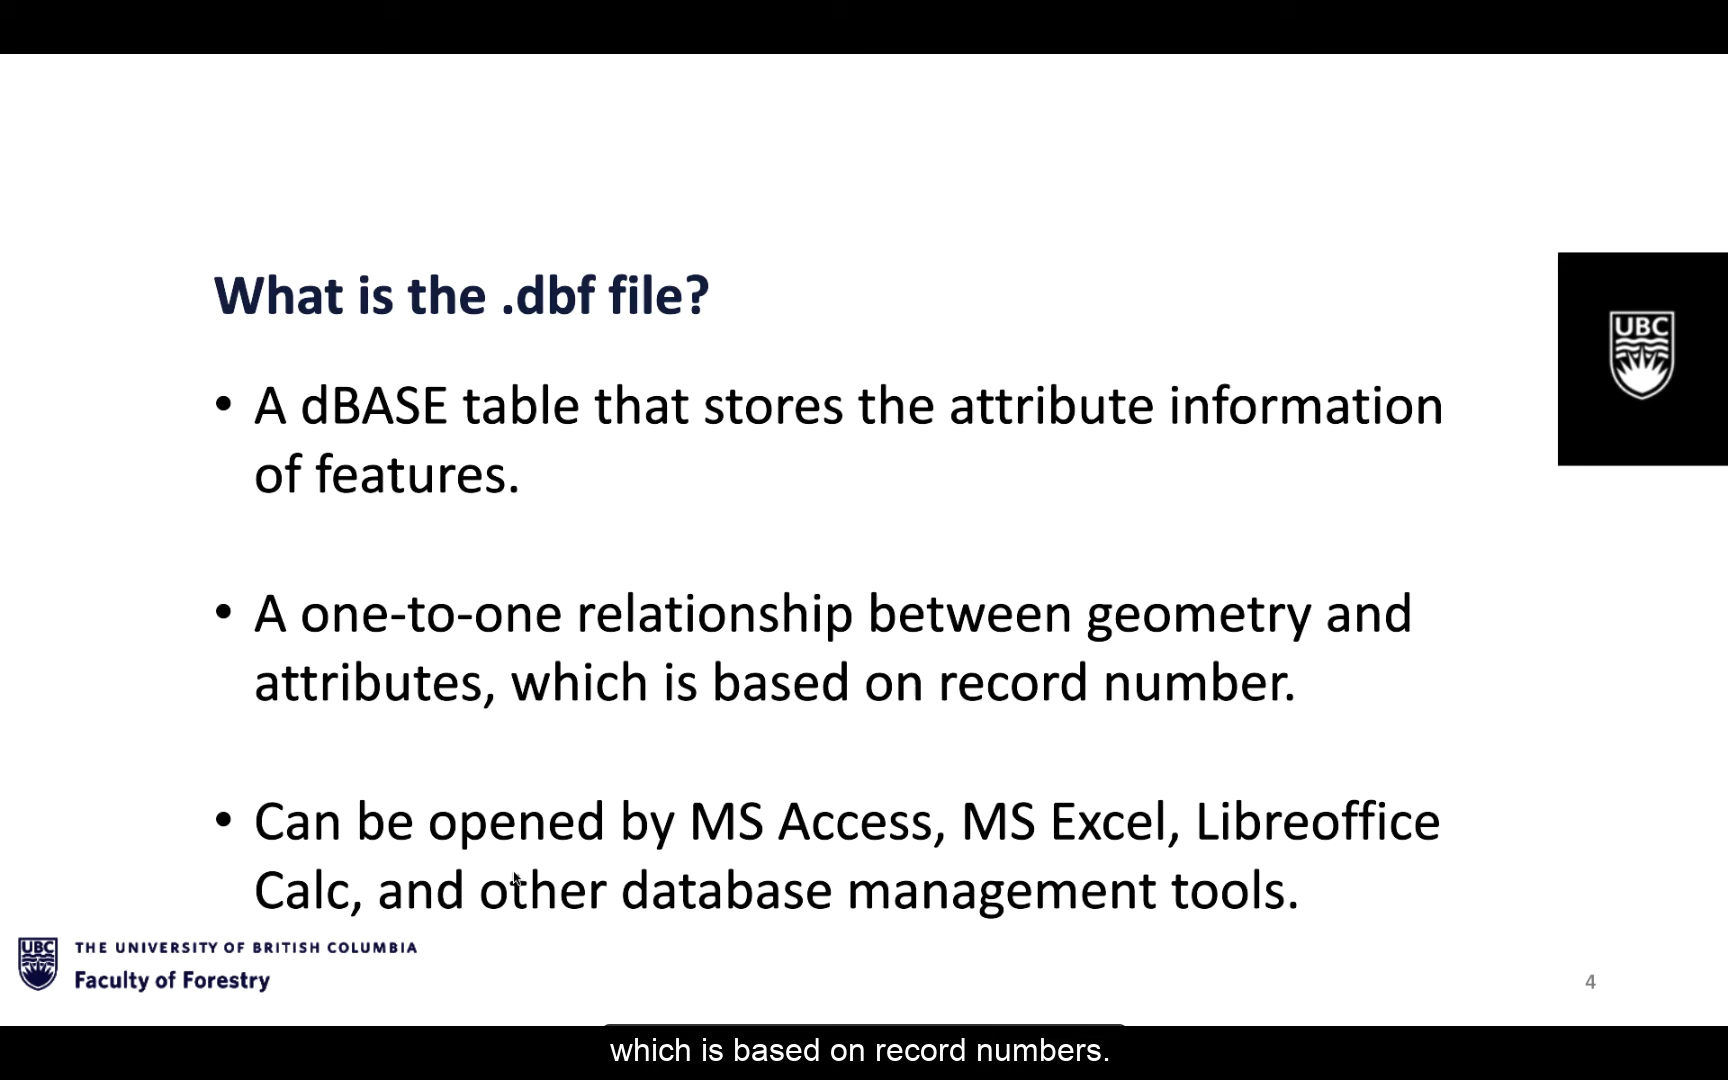 What is the .dbf file?
• A dBASE table that stores the attribute information
of features.
• A one-to-one relationship between geometry and
attributes, which is based on record number.
• Can be opened by MS Access, MS Excel, Libreoffice
Calc, and other database management tools.
UBC
UBC
THE UNIVERSITY OF BRITISH COLUMBIA
Faculty of Forestry
4
which is based on record numbers.